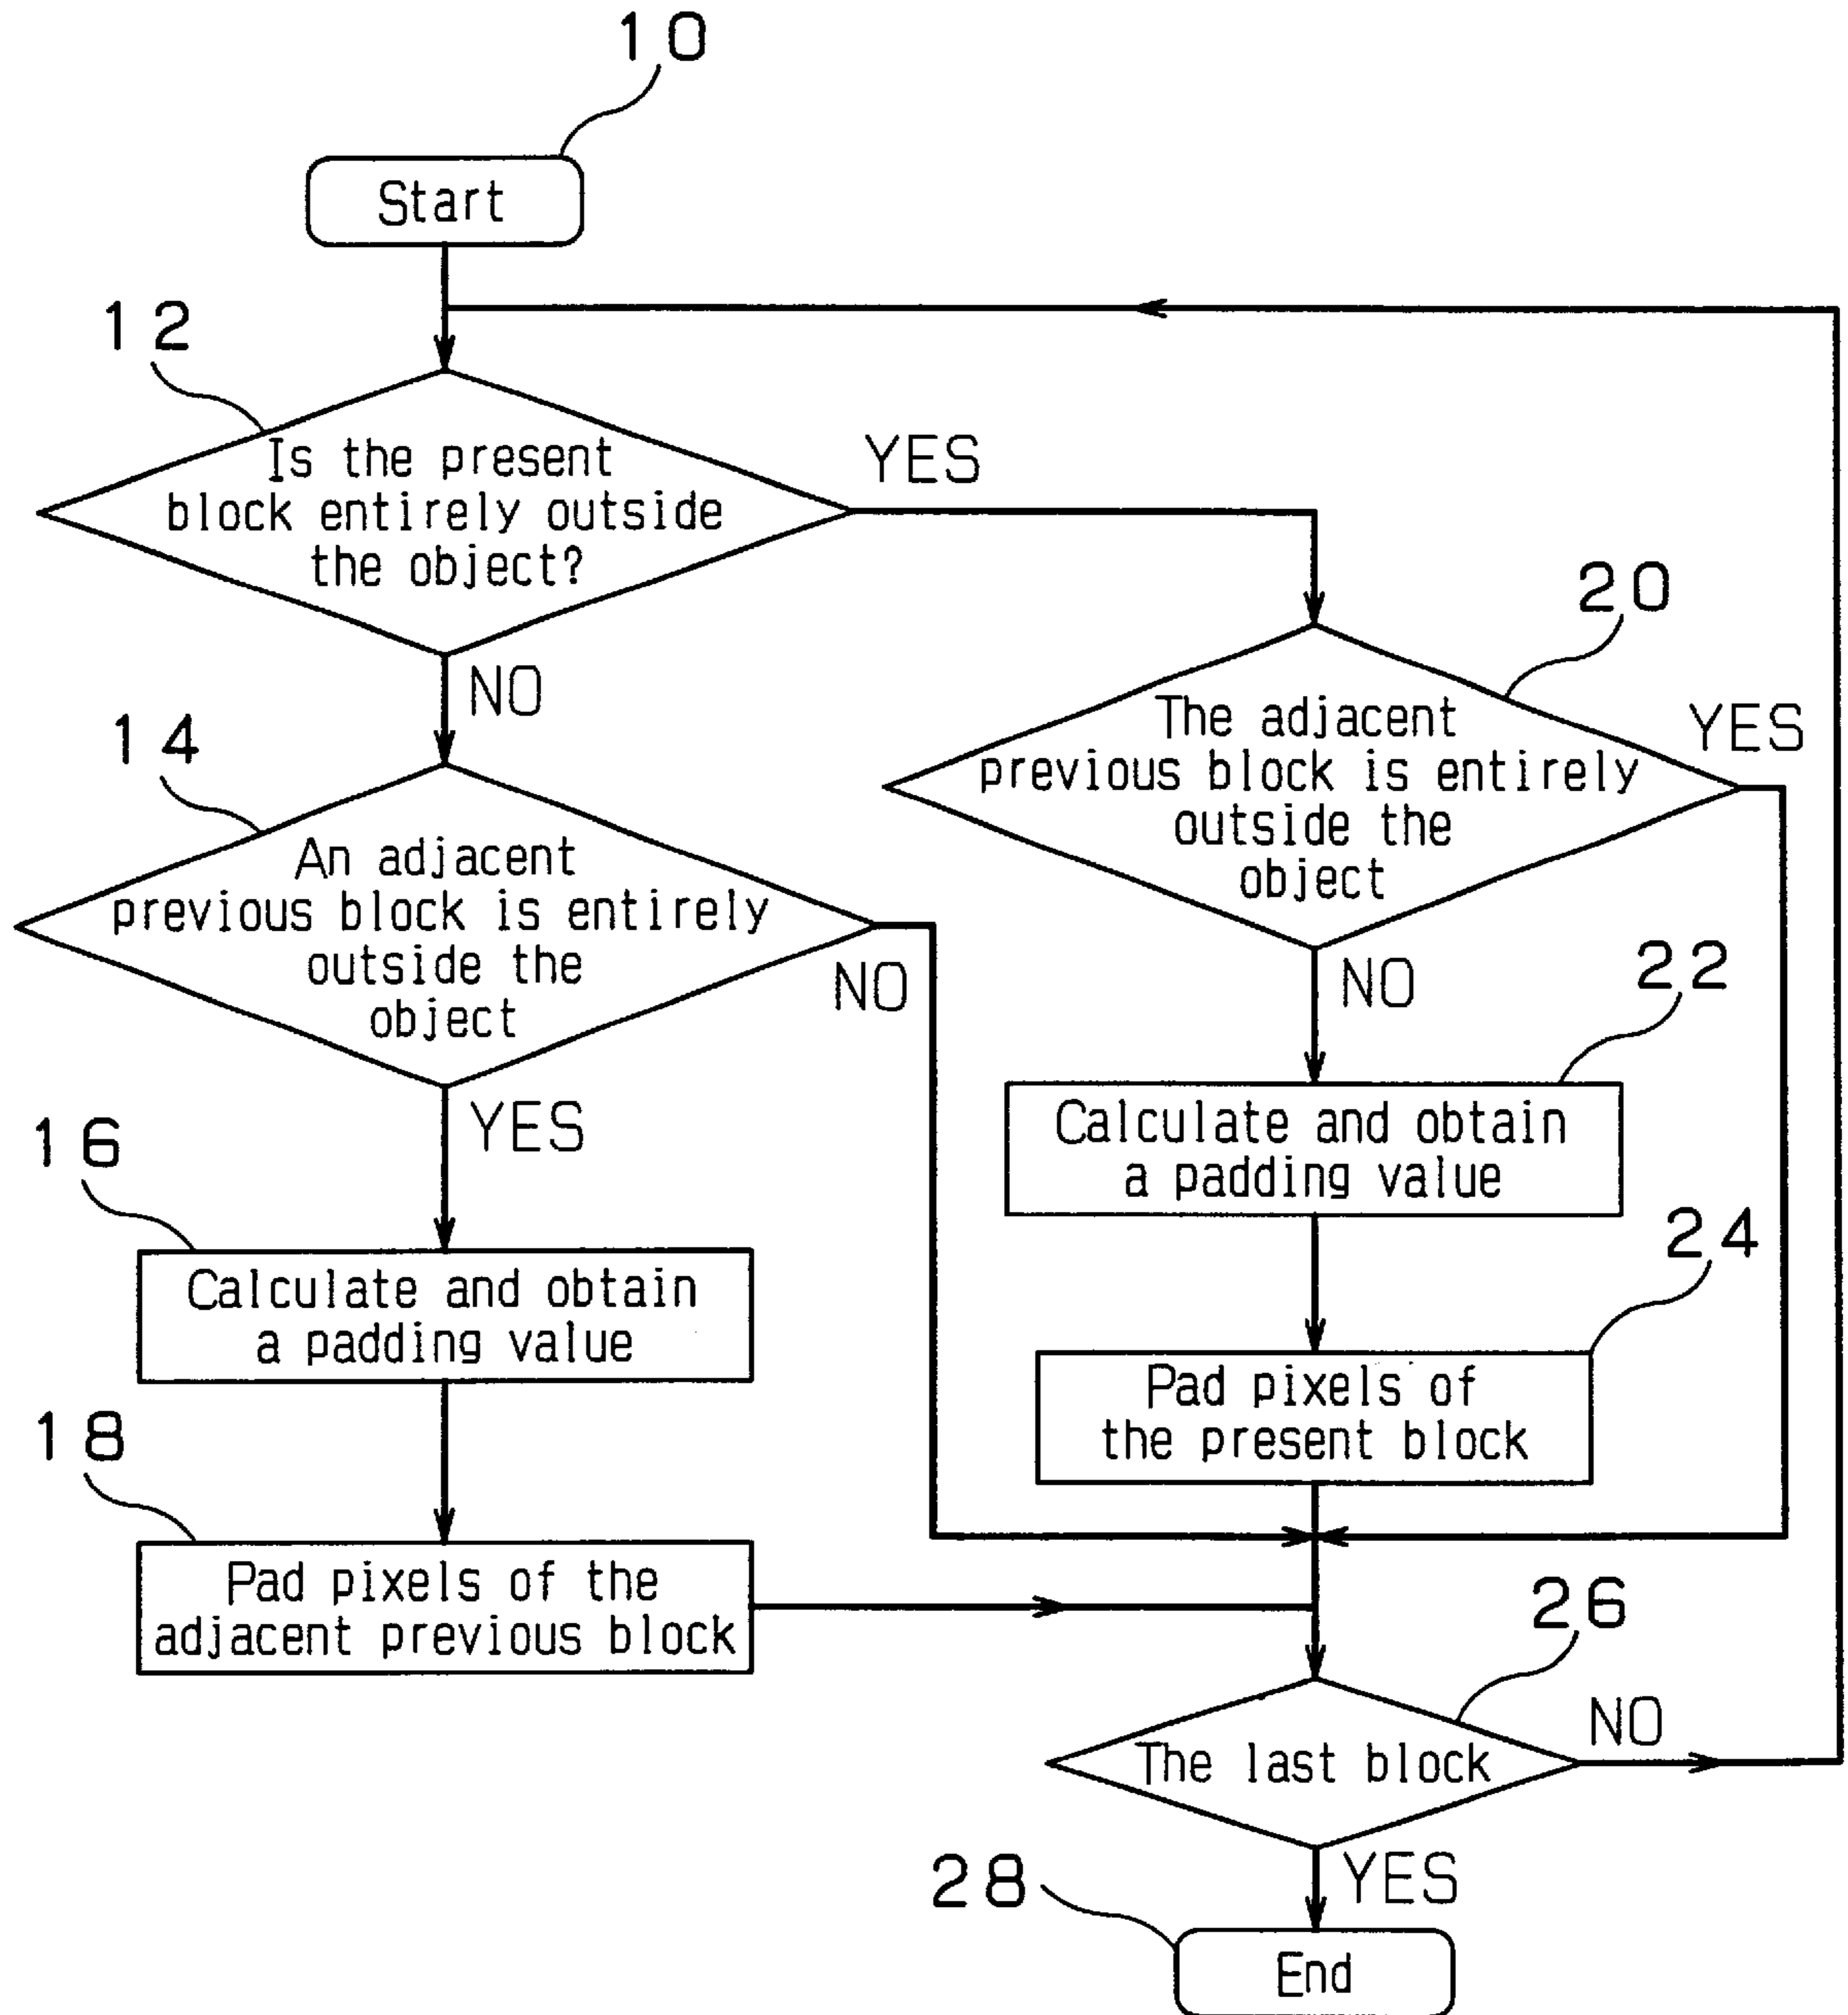 10
Start
12
Is the present
block entirely outside
the object?
YES
NO
20
The adjacent
previous block is entirely
outside the
object
YES
NO
14
An adjacent
previous block is entirely
outside the
object
NO
YES
22
Calculate and obtain
a padding value
16
Calculate and obtain
a padding value
24
Pad pixels of
the present block
18
Pad pixels of the
adjacent previous block
26
The last block
NO
YES
28
End